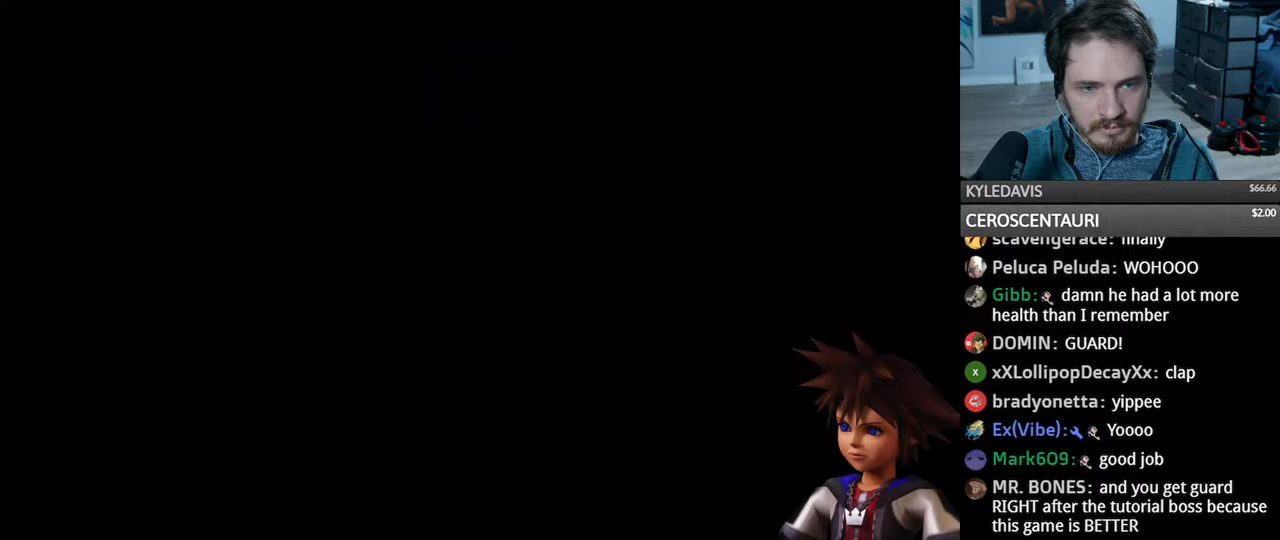 KYLEDAVIS $66.66
CEROSCENTAURI $2.00
scavengerace: finally
Peluca Peluda: WOHOOO
Gibb: damn he had a lot more
health than I remember
DOMIN: GUARD!
X xXLollipopDecayXx: clap
bradyonetta: yippee
Ex(Vibe): Yoooo
Mark609: good job
MR. BONES: and you get guard
RIGHT after the tutorial boss because
this game is BETTER